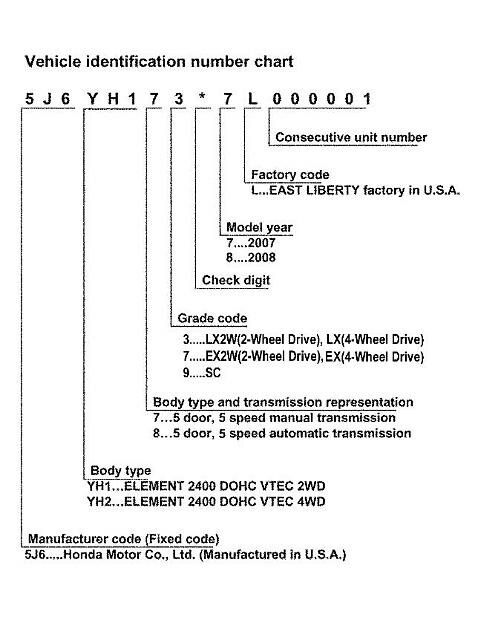 Vehicle identification number chart
5 J 6 Y H 1 7 3 * 7 L 0 0 0 0 0 1
Consecutive unit number
Factory code
L...EAST LIBERTY factory in U.S.A.
Model year
7....2007
8....2008
Check digit
Grade code
3.....LX2W(2-Wheel Drive), LX(4-Wheel Drive)
7.....EX2W(2-Wheel Drive), EX(4-Wheel Drive)
9.....SC
Body type and transmission representation
7...5 door, 5 speed manual transmission
8...5 door, 5 speed automatic transmission
Body type
YH1...ELEMENT 2400 DOHC VTEC 2WD
YH2...ELEMENT 2400 DOHC VTEC 4WD
Manufacturer code (Fixed code)
5J6.....Honda Motor Co., Ltd. (Manufactured in U.S.A.)